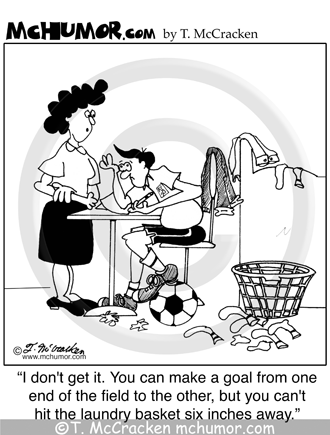 McHUMOR.com by T. McCracken
© T. McCracken
www.mchumor.com
"I don't get it. You can make a goal from one
end of the field to the other, but you can't
hit the laundry basket six inches away."
©T. McCracken mchumor.com